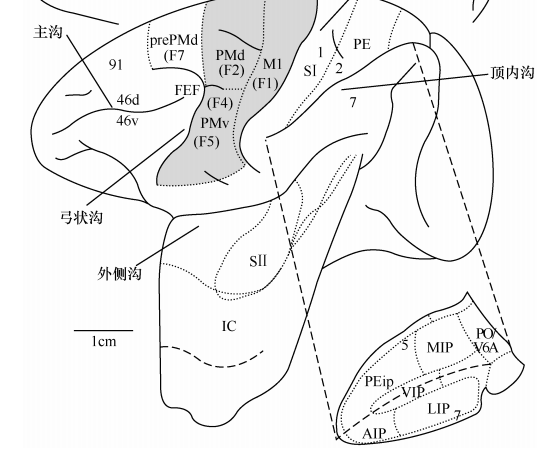 主沟
prePMd
(F7
PMd
(F2)
M1
(F1)
1
SI
2
PE
91
FEF
(F4)
PMv
(F5)
46d
46v
7
顶内沟
弓状沟
外侧沟
SII
IC
1cm
5
MIP
PO/
V6A
PEip
VIP
LIP
7
AIP